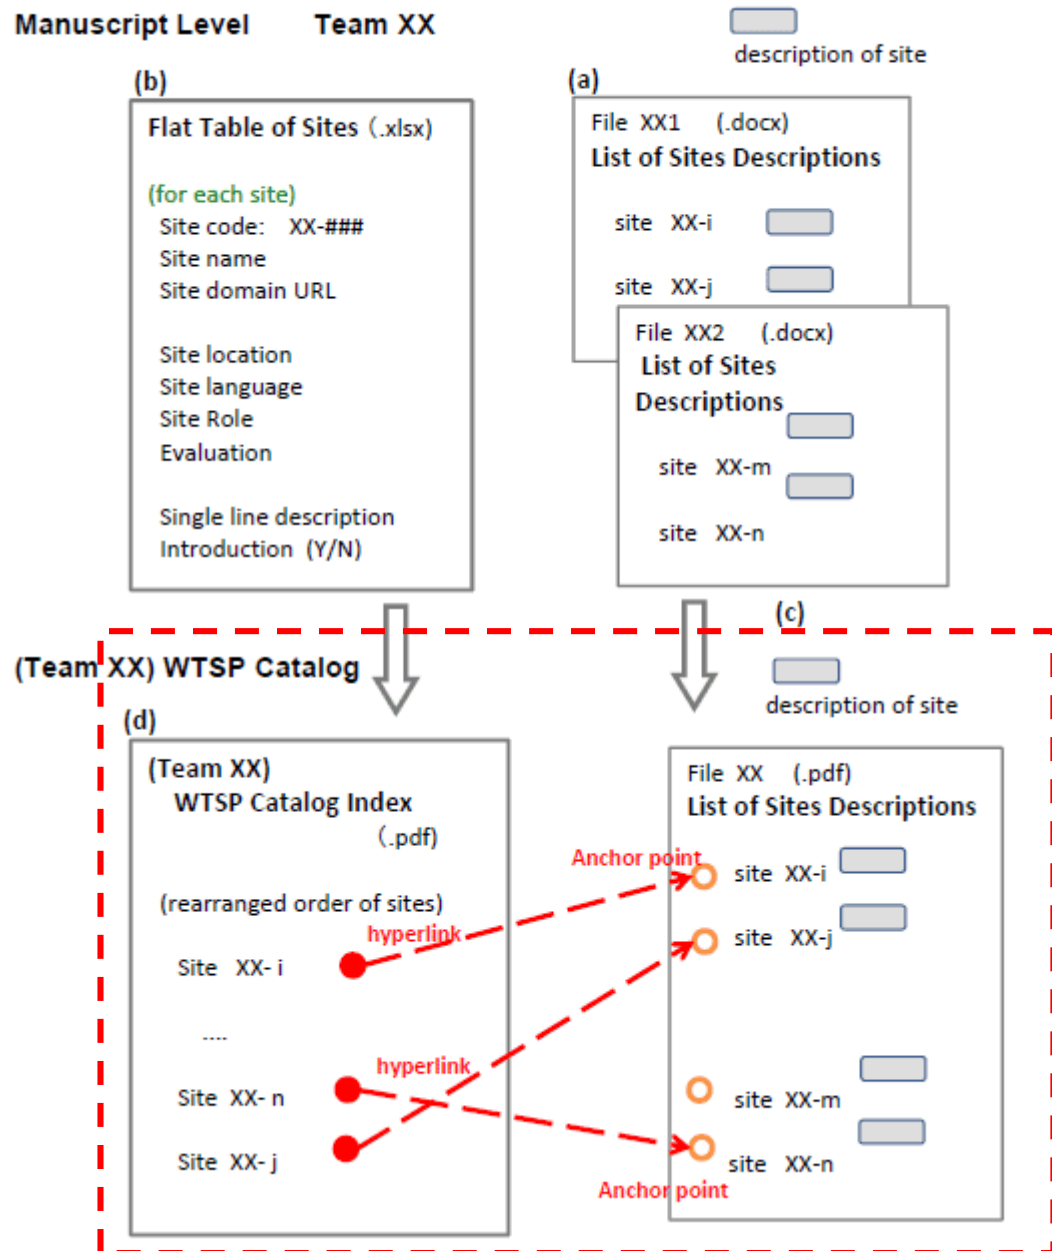 Manuscript Level Team XX
description of site
(b)
Flat Table of Sites (.xlsx)
(for each site)
Site code: XX-###
Site name
Site domain URL
Site location
Site language
Site Role
Evaluation
Single line description
Introduction (Y/N)
(a)
File XX1 (.docx)
List of Sites Descriptions
site XX-i
site XX-j
File XX2 (.docx)
List of Sites
Descriptions
site XX-m
site XX-n
(c)
(Team XX) WTSP Catalog
description of site
(d)
(Team XX)
WTSP Catalog Index
(.pdf)
(rearranged order of sites)
hyperlink
Site XX- i
....
hyperlink
Site XX- n
Site XX- j
File XX (.pdf)
List of Sites Descriptions
Anchor point
site XX-i
site XX-j
site XX-m
site XX-n
Anchor point